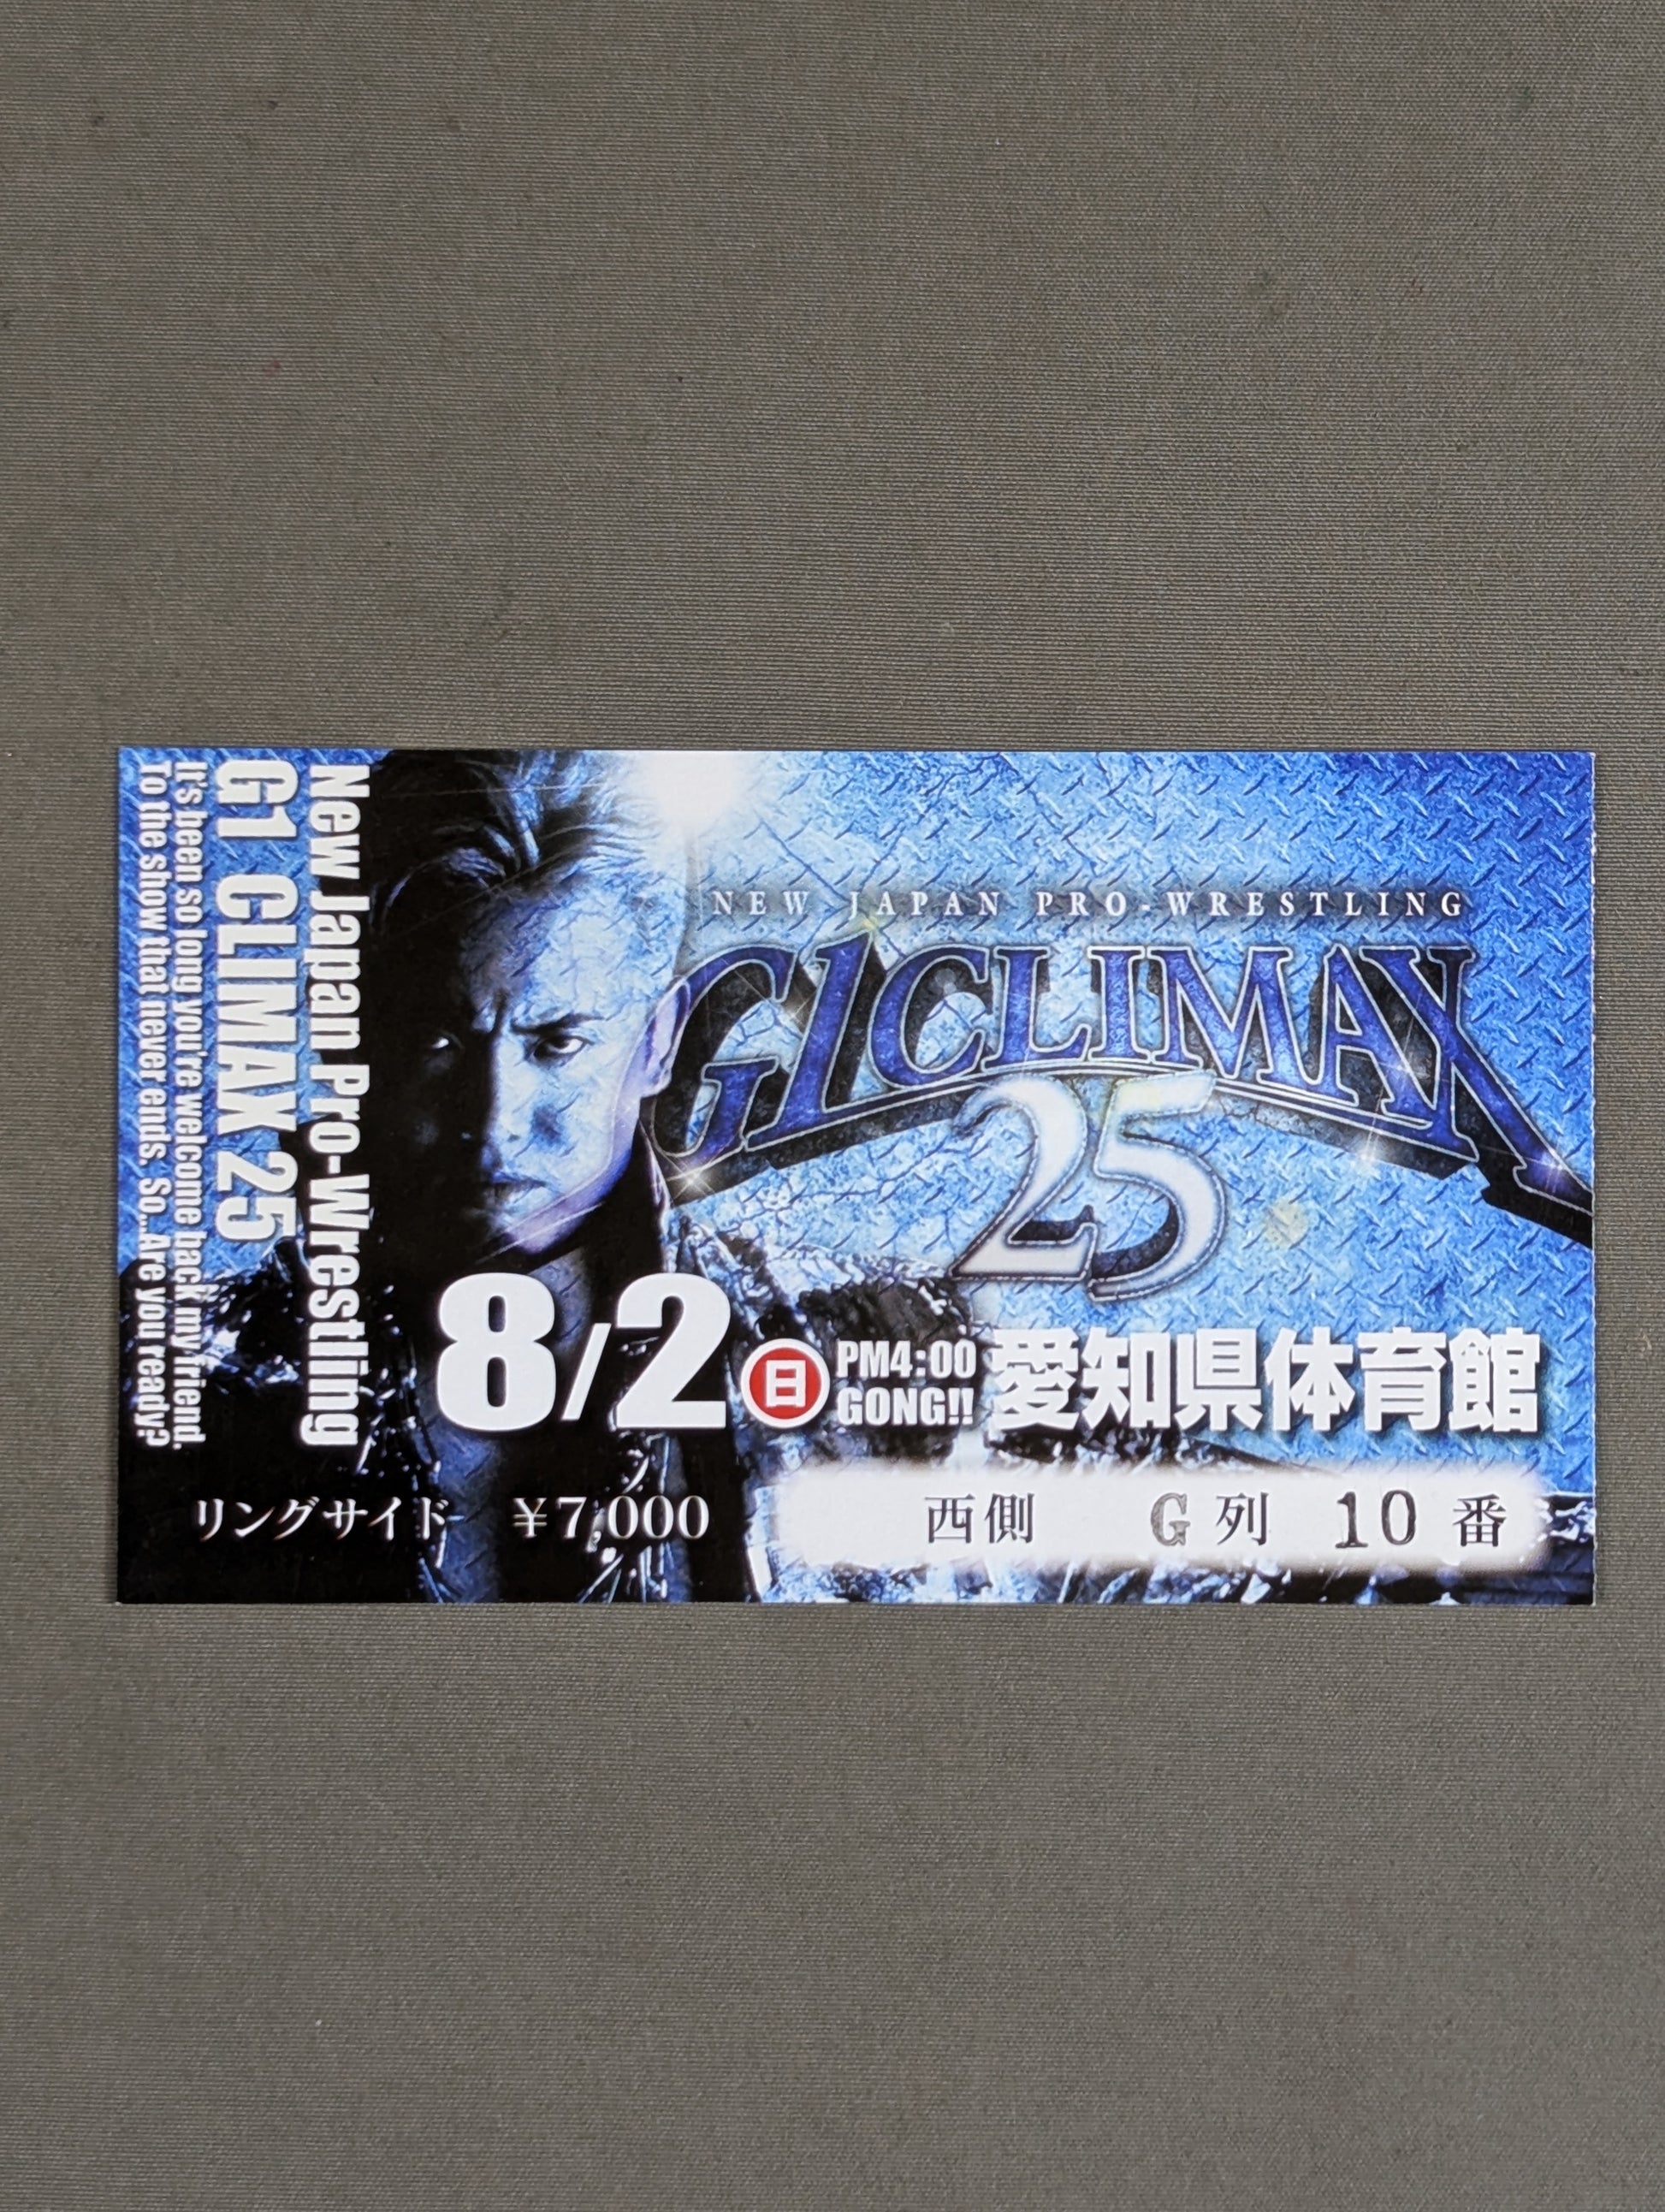 New Japan Pro-Wrestling
G1 CLIMAX 25
It's been so long you're welcome back my friend.
To the show that never ends. So...Are you ready?
NEW JAPAN PRO-WRESTLING
G1 CLIMAX
25
8/2 日 PM4:00 GONG!! 愛知県体育館
リングサイド ¥7,000 西側 G列 10番